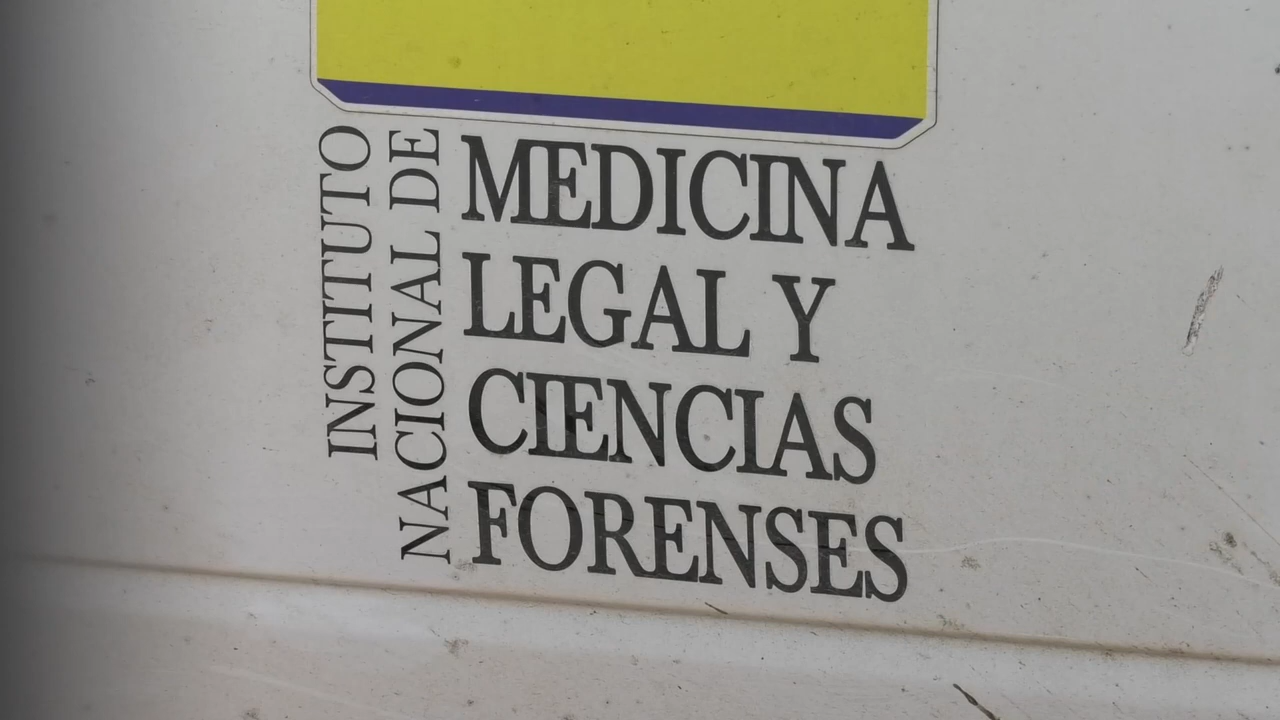 INSTITUTO
NACIONAL DE
MEDICINA
LEGAL Y
CIENCIAS
FORENSES